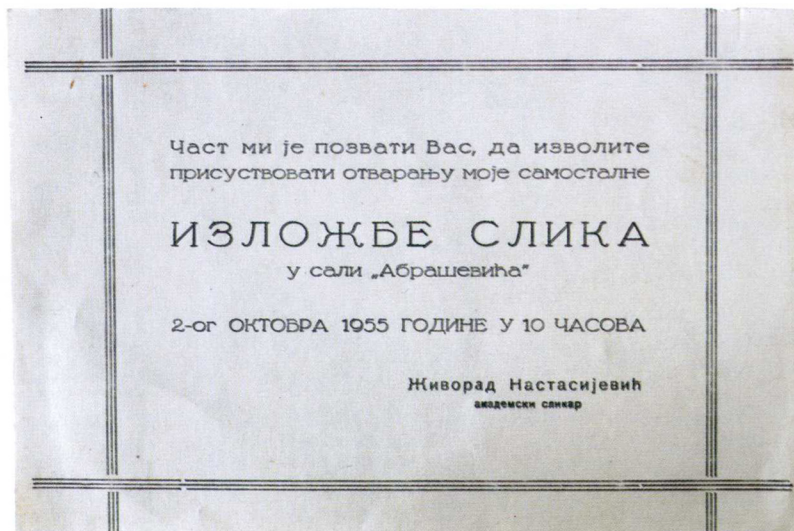 Част ми је позвати Вас, да изволите
присуствовати отварању моје самосталне
ИЗЛОЖБЕ СЛИКА
у сали „Абрашевића"
2-ог ОКТОБРА 1955 ГОДИНЕ У 10 ЧАСОВА
Живорад Настасијевић
академски сликар